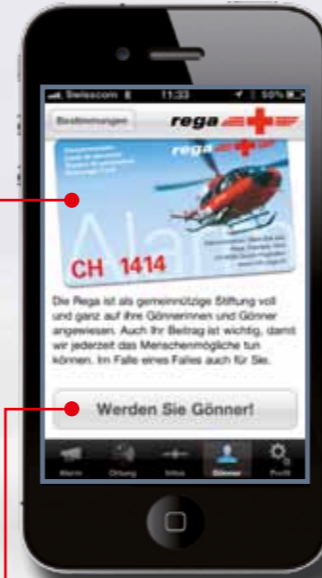 Swisscom 11:33 50%
Bestimmungen
rega
rega
Alarm
CH 1414
Die Rega ist als gemeinnützige Stiftung voll
und ganz auf ihre Gönnerinnen und Gönner
angewiesen. Auch Ihr Beitrag ist wichtig, damit
wir jederzeit das Menschenmögliche tun
können. Im Falle eines Falles auch für Sie.
Werden Sie Gönner!
Alarm Ortung Infos Gönner Profil